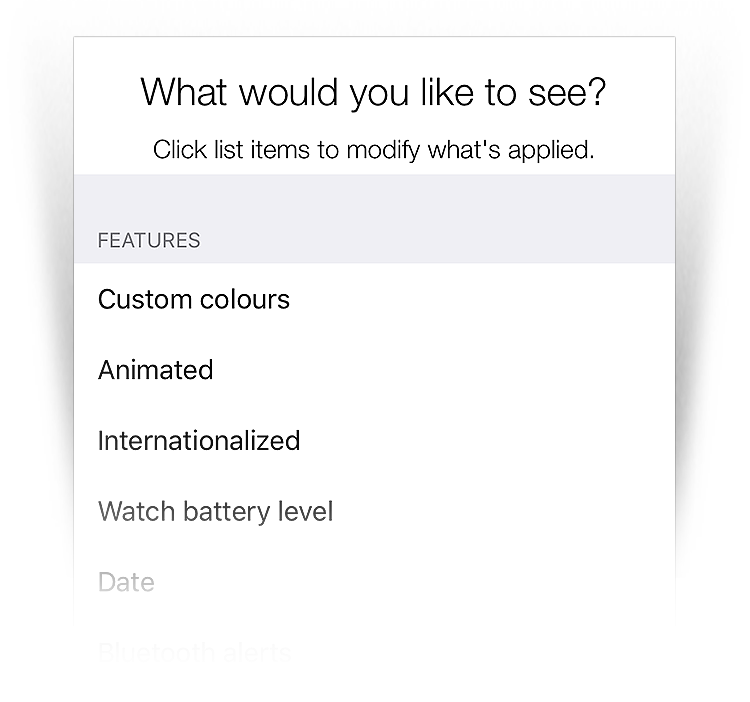 What would you like to see?
Click list items to modify what's applied.
FEATURES
Custom colours
Animated
Internationalized
Watch battery level
Date
Bluetooth alerts